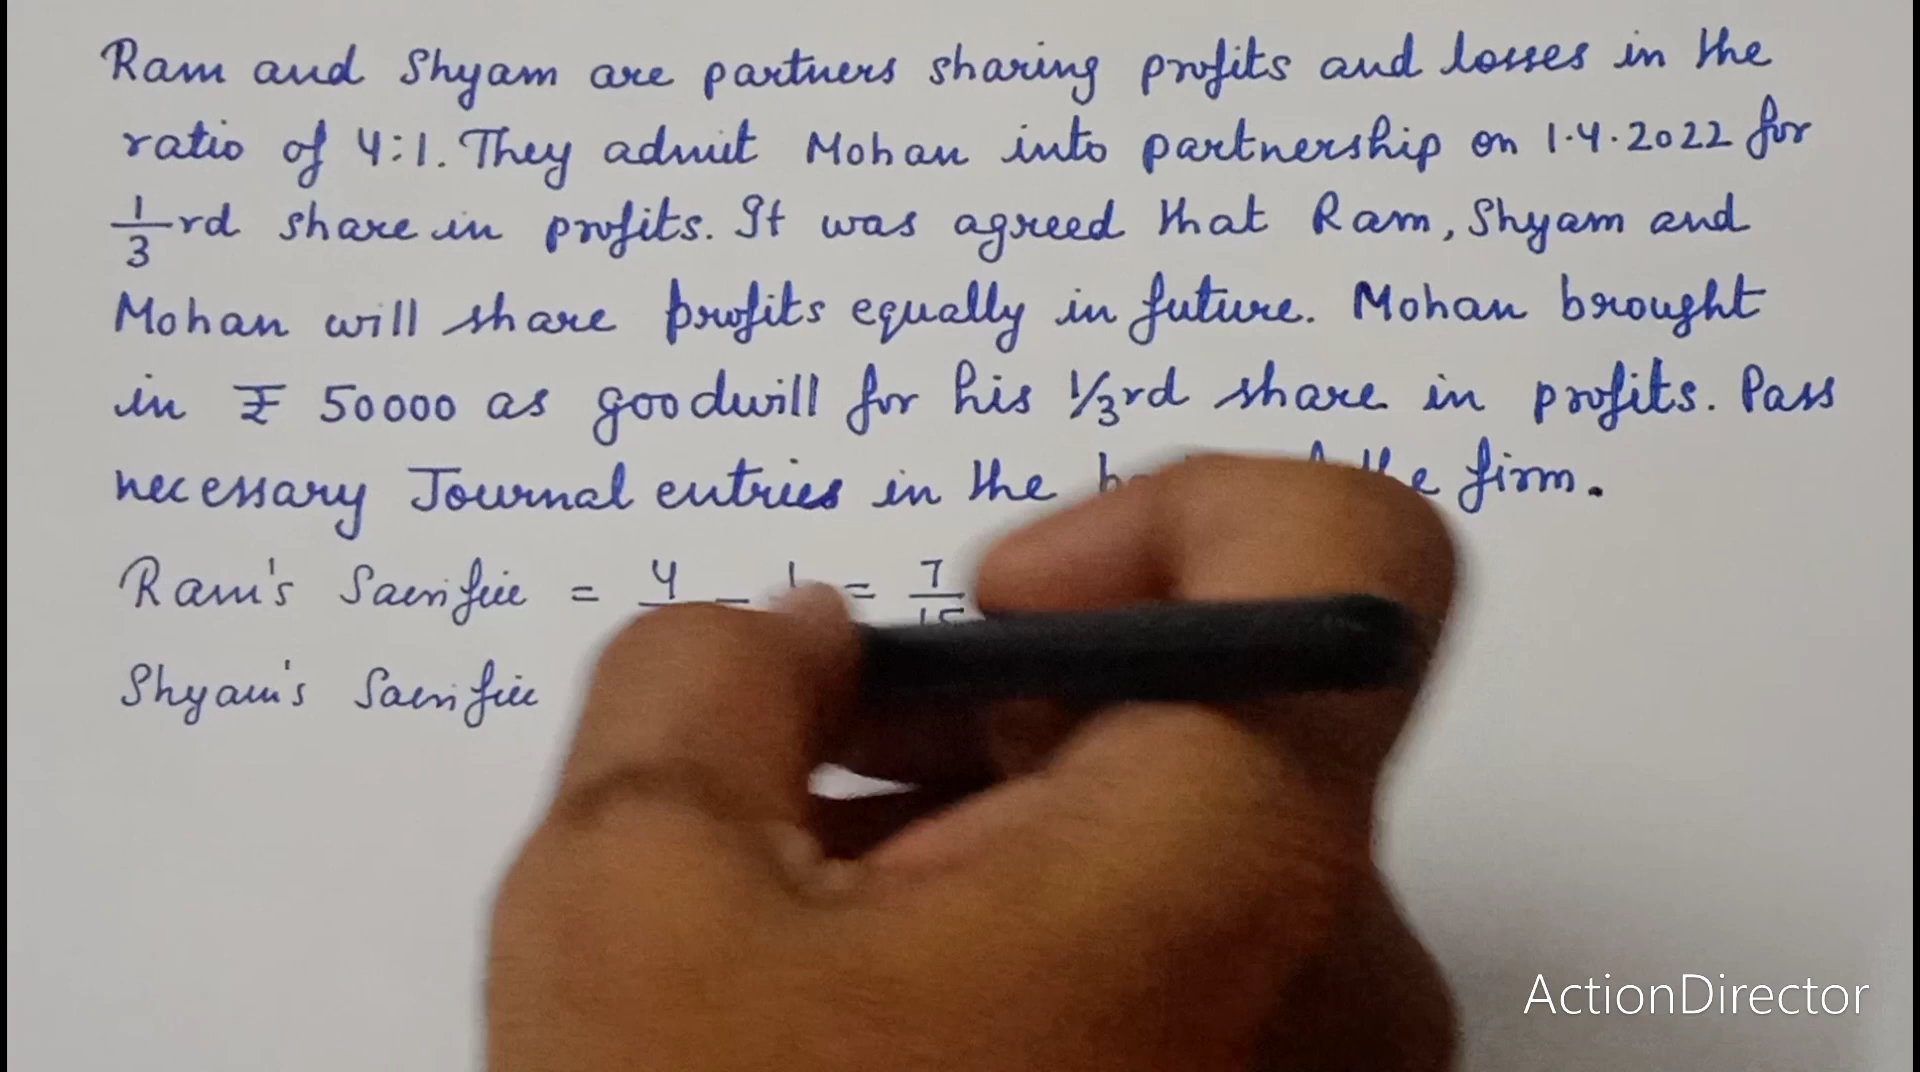 Ram and Shyam are partners sharing profits and losses in the
ratio of 4:1. They admit Mohan into partnership on 1.4.2022 for
1/3 rd share in profits. It was agreed that Ram, Shyam and
Mohan will share profits equally in future. Mohan brought
in ₹ 50000 as goodwill for his 1/3rd share in profits. Pass
necessary Journal entries in the firm.
Ram's Sacrifice = 4 - 1 = 7/15
Shyam's Sacrifice
ActionDirector